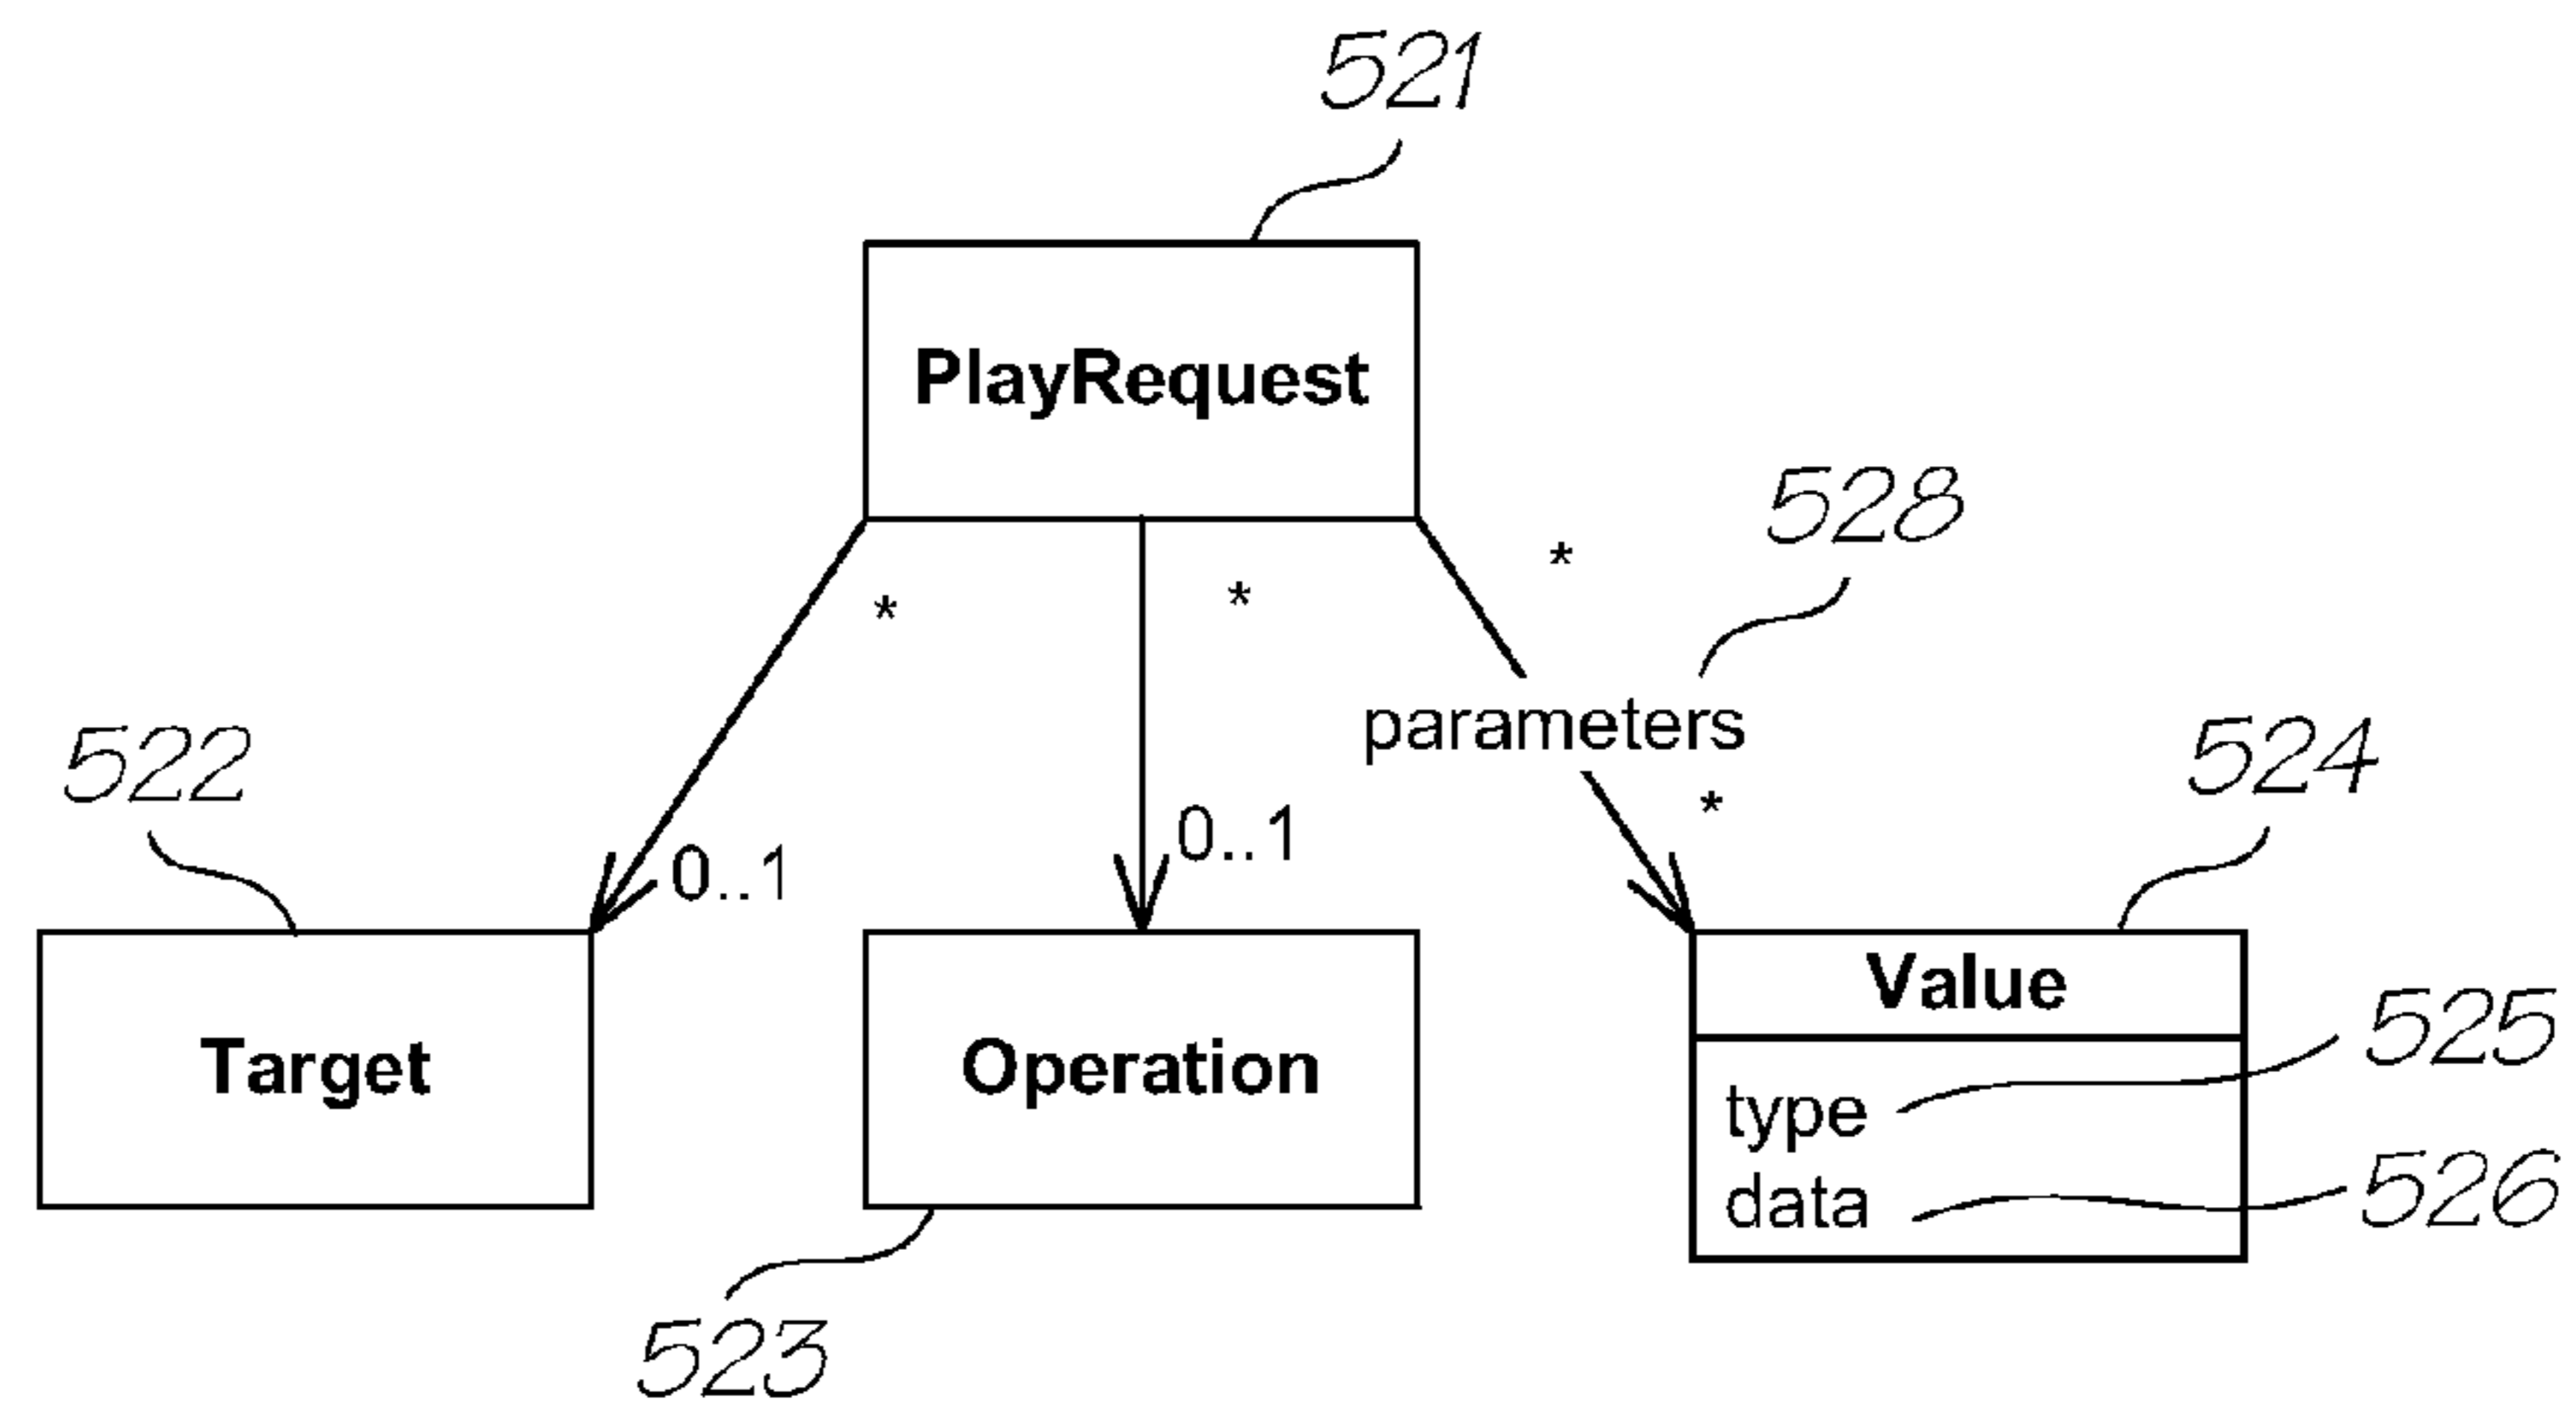 521
PlayRequest
528
*
*
*
parameters
522
524
*
0..1
0..1
Value
525
Target
Operation
type
data
526
523